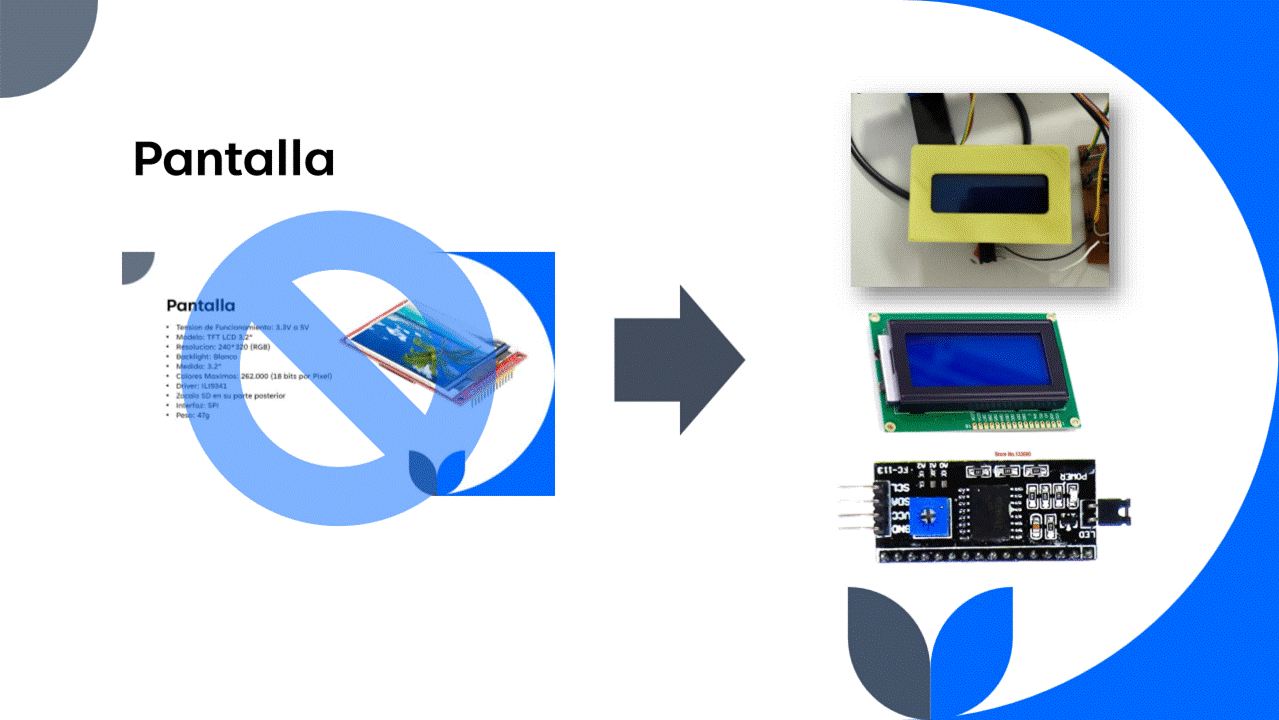 Pantalla
Pantalla
• Tension de Funcionamiento: 3.3V a 5V
• Modelo: TFT LCD 3,2"
• Resolucion: 240*320 (RGB)
• Backlight: Blanco
• Medida: 3.2"
• Colores Maximos: 262.000 (18 bits por Pixel)
• Driver: ILI9341
• Zocalo SD en su parte posterior
• Interfaz: SPI
• Peso: 47g
Store No.133090
FC-113
A2 A1 A0
POWER
SCL
SDA
VCC
GND
LED